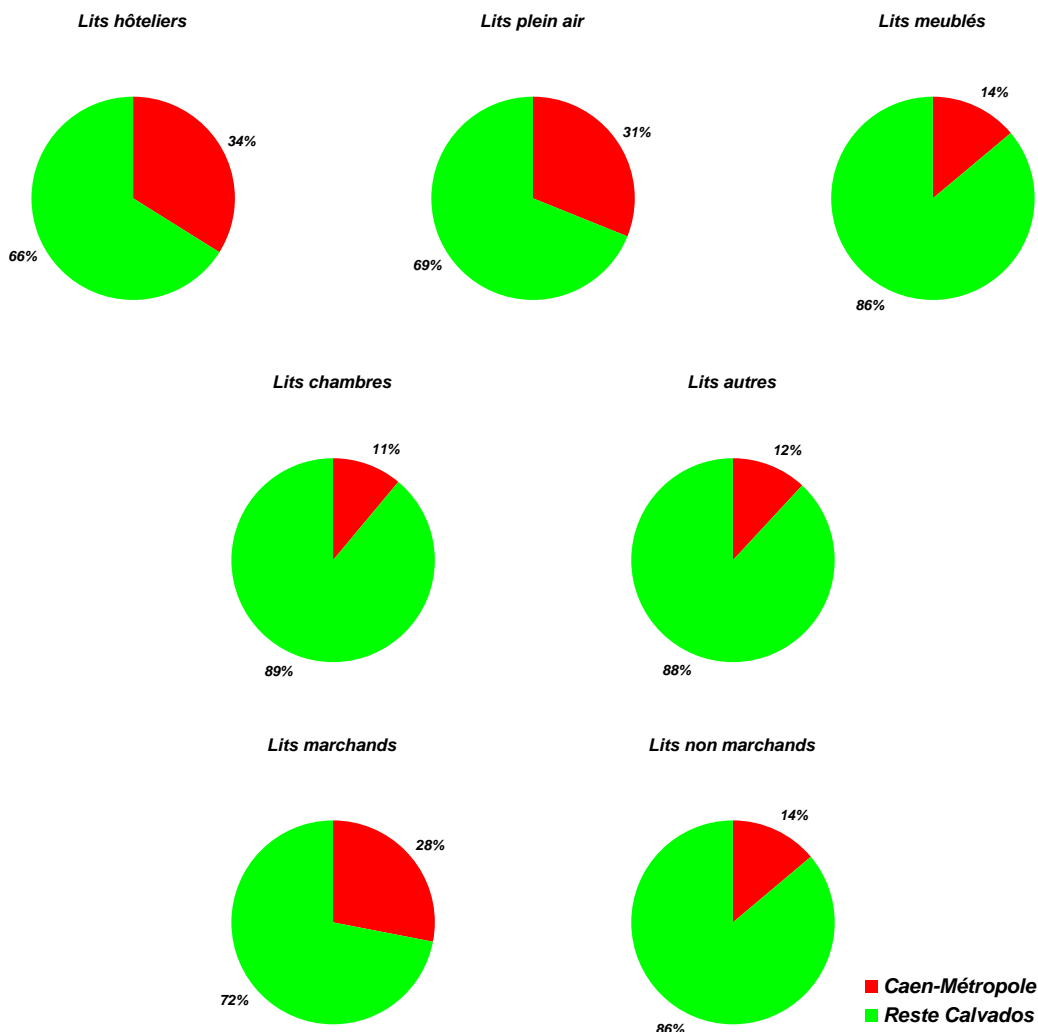 Lits hôteliers
Lits plein air
Lits meublés
14%
34%
31%
66%
69%
86%
Lits chambres
Lits autres
11%
12%
89%
88%
Lits marchands
Lits non marchands
14%
28%
72%
86%
Caen-Métropole
Reste Calvados